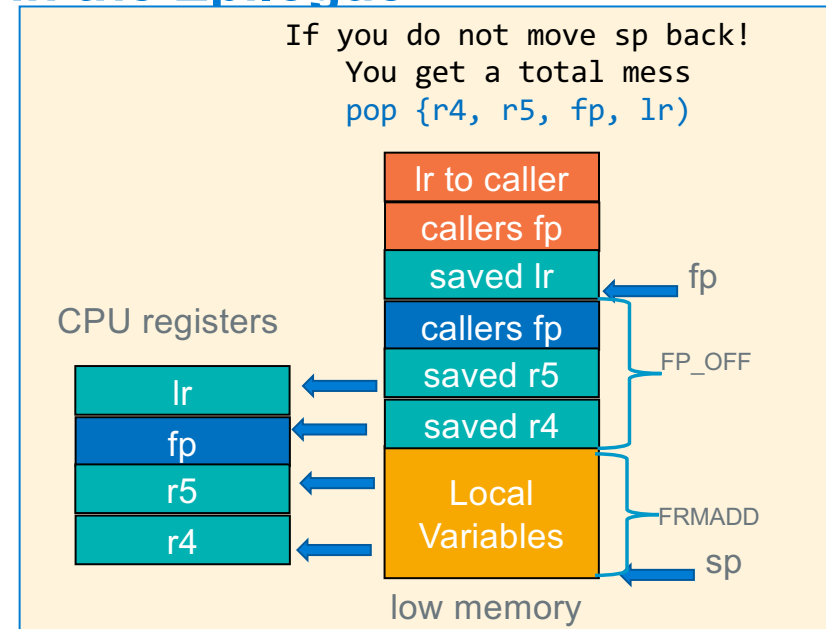 If you do not move sp back!
You get a total mess
pop {r4, r5, fp, lr)
lr to caller
callers fp
saved lr
fp
CPU registers
callers fp
saved r5
FP_OFF
lr
saved r4
fp
r5
Local
Variables
FRMADD
r4
sp
low memory